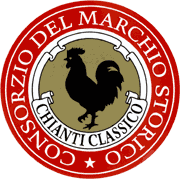 CONSORZIO DEL MARCHIO STORICO
CHIANTI CLASSICO